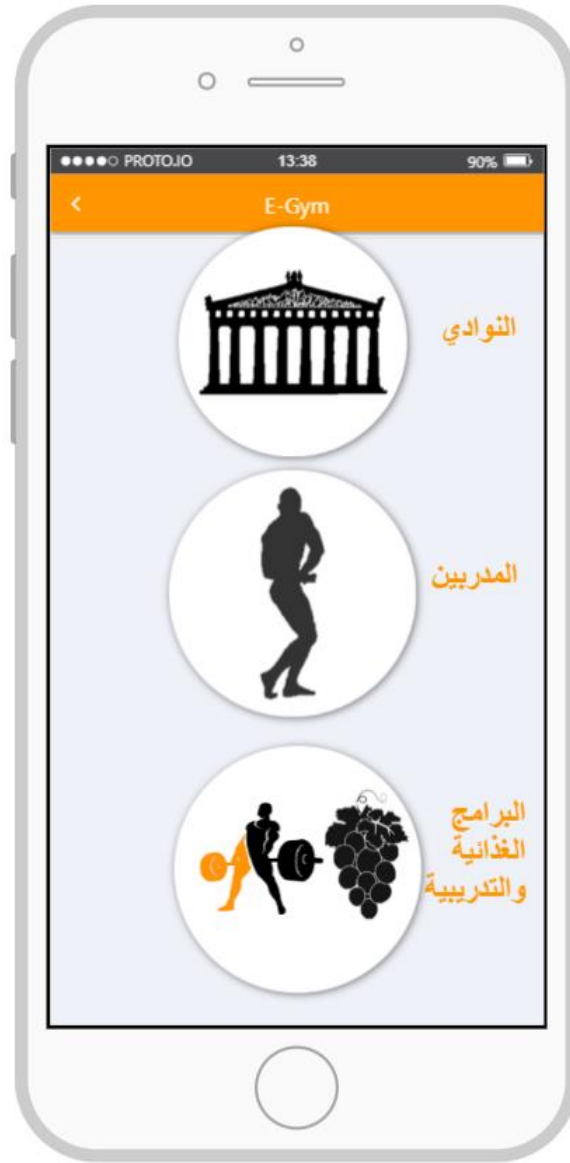 PROTO.IO 13:38 90%
E-Gym
النوادي
المدربين
البرامج
الغذائية
والتدريبية